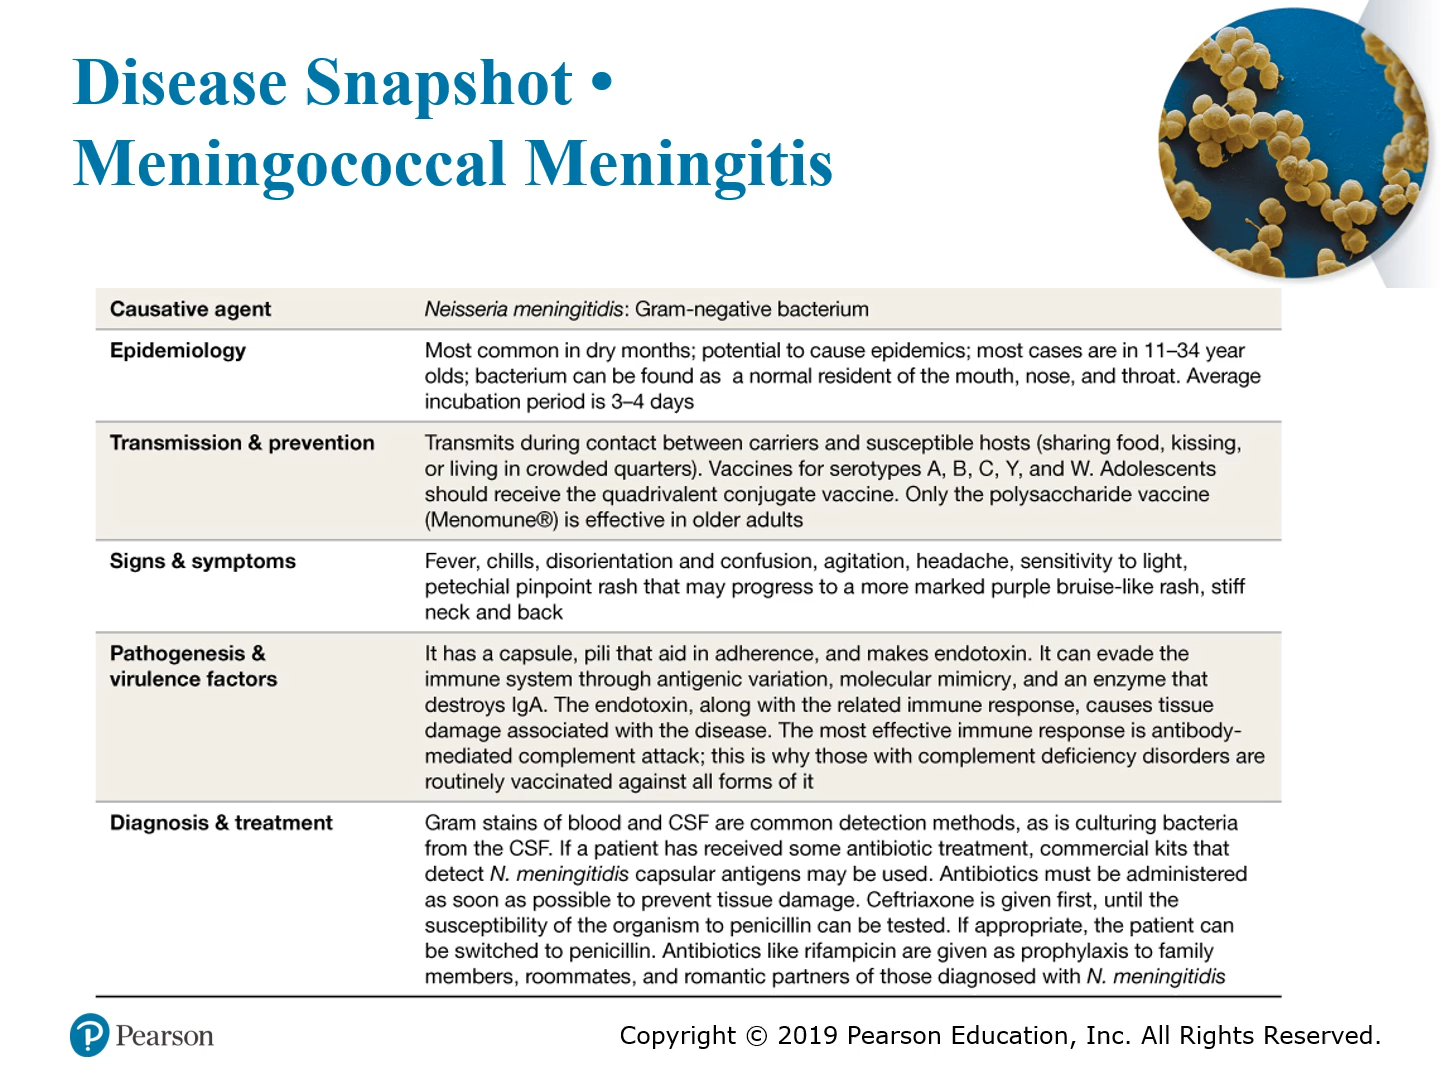 Disease Snapshot •
Meningococcal Meningitis
Causative agent
Neisseria meningitidis: Gram-negative bacterium
Epidemiology
Most common in dry months; potential to cause epidemics; most cases are in 11–34 year
olds; bacterium can be found as  a normal resident of the mouth, nose, and throat. Average
incubation period is 3–4 days
Transmission & prevention
Transmits during contact between carriers and susceptible hosts (sharing food, kissing,
or living in crowded quarters). Vaccines for serotypes A, B, C, Y, and W. Adolescents
should receive the quadrivalent conjugate vaccine. Only the polysaccharide vaccine
(Menomune®) is effective in older adults
Signs & symptoms
Fever, chills, disorientation and confusion, agitation, headache, sensitivity to light,
petechial pinpoint rash that may progress to a more marked purple bruise-like rash, stiff
neck and back
Pathogenesis &
virulence factors
It has a capsule, pili that aid in adherence, and makes endotoxin. It can evade the
immune system through antigenic variation, molecular mimicry, and an enzyme that
destroys IgA. The endotoxin, along with the related immune response, causes tissue
damage associated with the disease. The most effective immune response is antibody-
mediated complement attack; this is why those with complement deficiency disorders are
routinely vaccinated against all forms of it
Diagnosis & treatment
Gram stains of blood and CSF are common detection methods, as is culturing bacteria
from the CSF. If a patient has received some antibiotic treatment, commercial kits that
detect N. meningitidis capsular antigens may be used. Antibiotics must be administered
as soon as possible to prevent tissue damage. Ceftriaxone is given first, until the
susceptibility of the organism to penicillin can be tested. If appropriate, the patient can
be switched to penicillin. Antibiotics like rifampicin are given as prophylaxis to family
members, roommates, and romantic partners of those diagnosed with N. meningitidis
Pearson
Copyright © 2019 Pearson Education, Inc. All Rights Reserved.